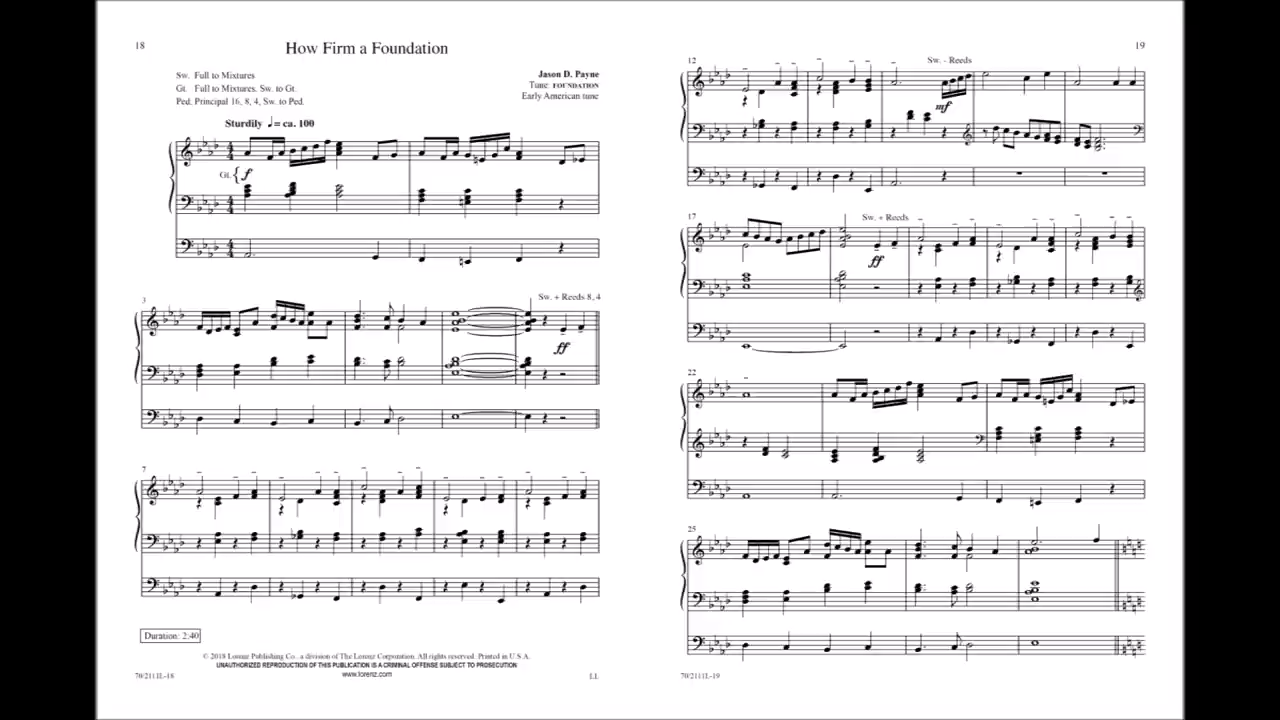 18
How Firm a Foundation
Sw. Full to Mixtures
Gt. Full to Mixtures. Sw. to Gt.
Ped. Principal 16, 8, 4, Sw. to Ped.
Jason D. Payne
Tune: FOUNDATION
Early American tune
Sturdily ♩ = ca. 100
Gt. f
3
Sw. + Reeds 8, 4
ff
7
Duration: 2:40
© 2018 Lorenz Publishing Co., a division of The Lorenz Corporation. All rights reserved. Printed in U.S.A.
UNAUTHORIZED REPRODUCTION OF THIS PUBLICATION IS A CRIMINAL OFFENSE SUBJECT TO PROSECUTION
www.lorenz.com
70/2111L-18
19
12
Sw. - Reeds
mf
17
Sw. + Reeds
ff
22
25
70/2111L-19